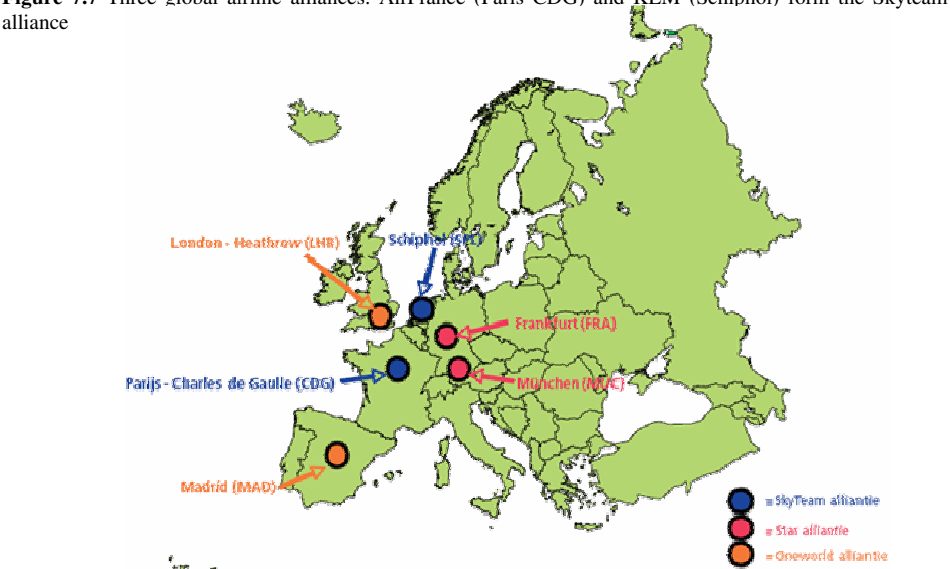 Figure 7.7 Three global airline alliances. AirFrance (Paris CDG) and KLM (Schiphol) form the Skyteam
alliance
London - Heathrow (LHR)
Schiphol (SPL)
Frankfurt (FRA)
Parijs - Charles de Gaulle (CDG)
München (MUC)
Madrid (MAD)
= SkyTeam alliantie
= Star alliantie
= Oneworld alliantie